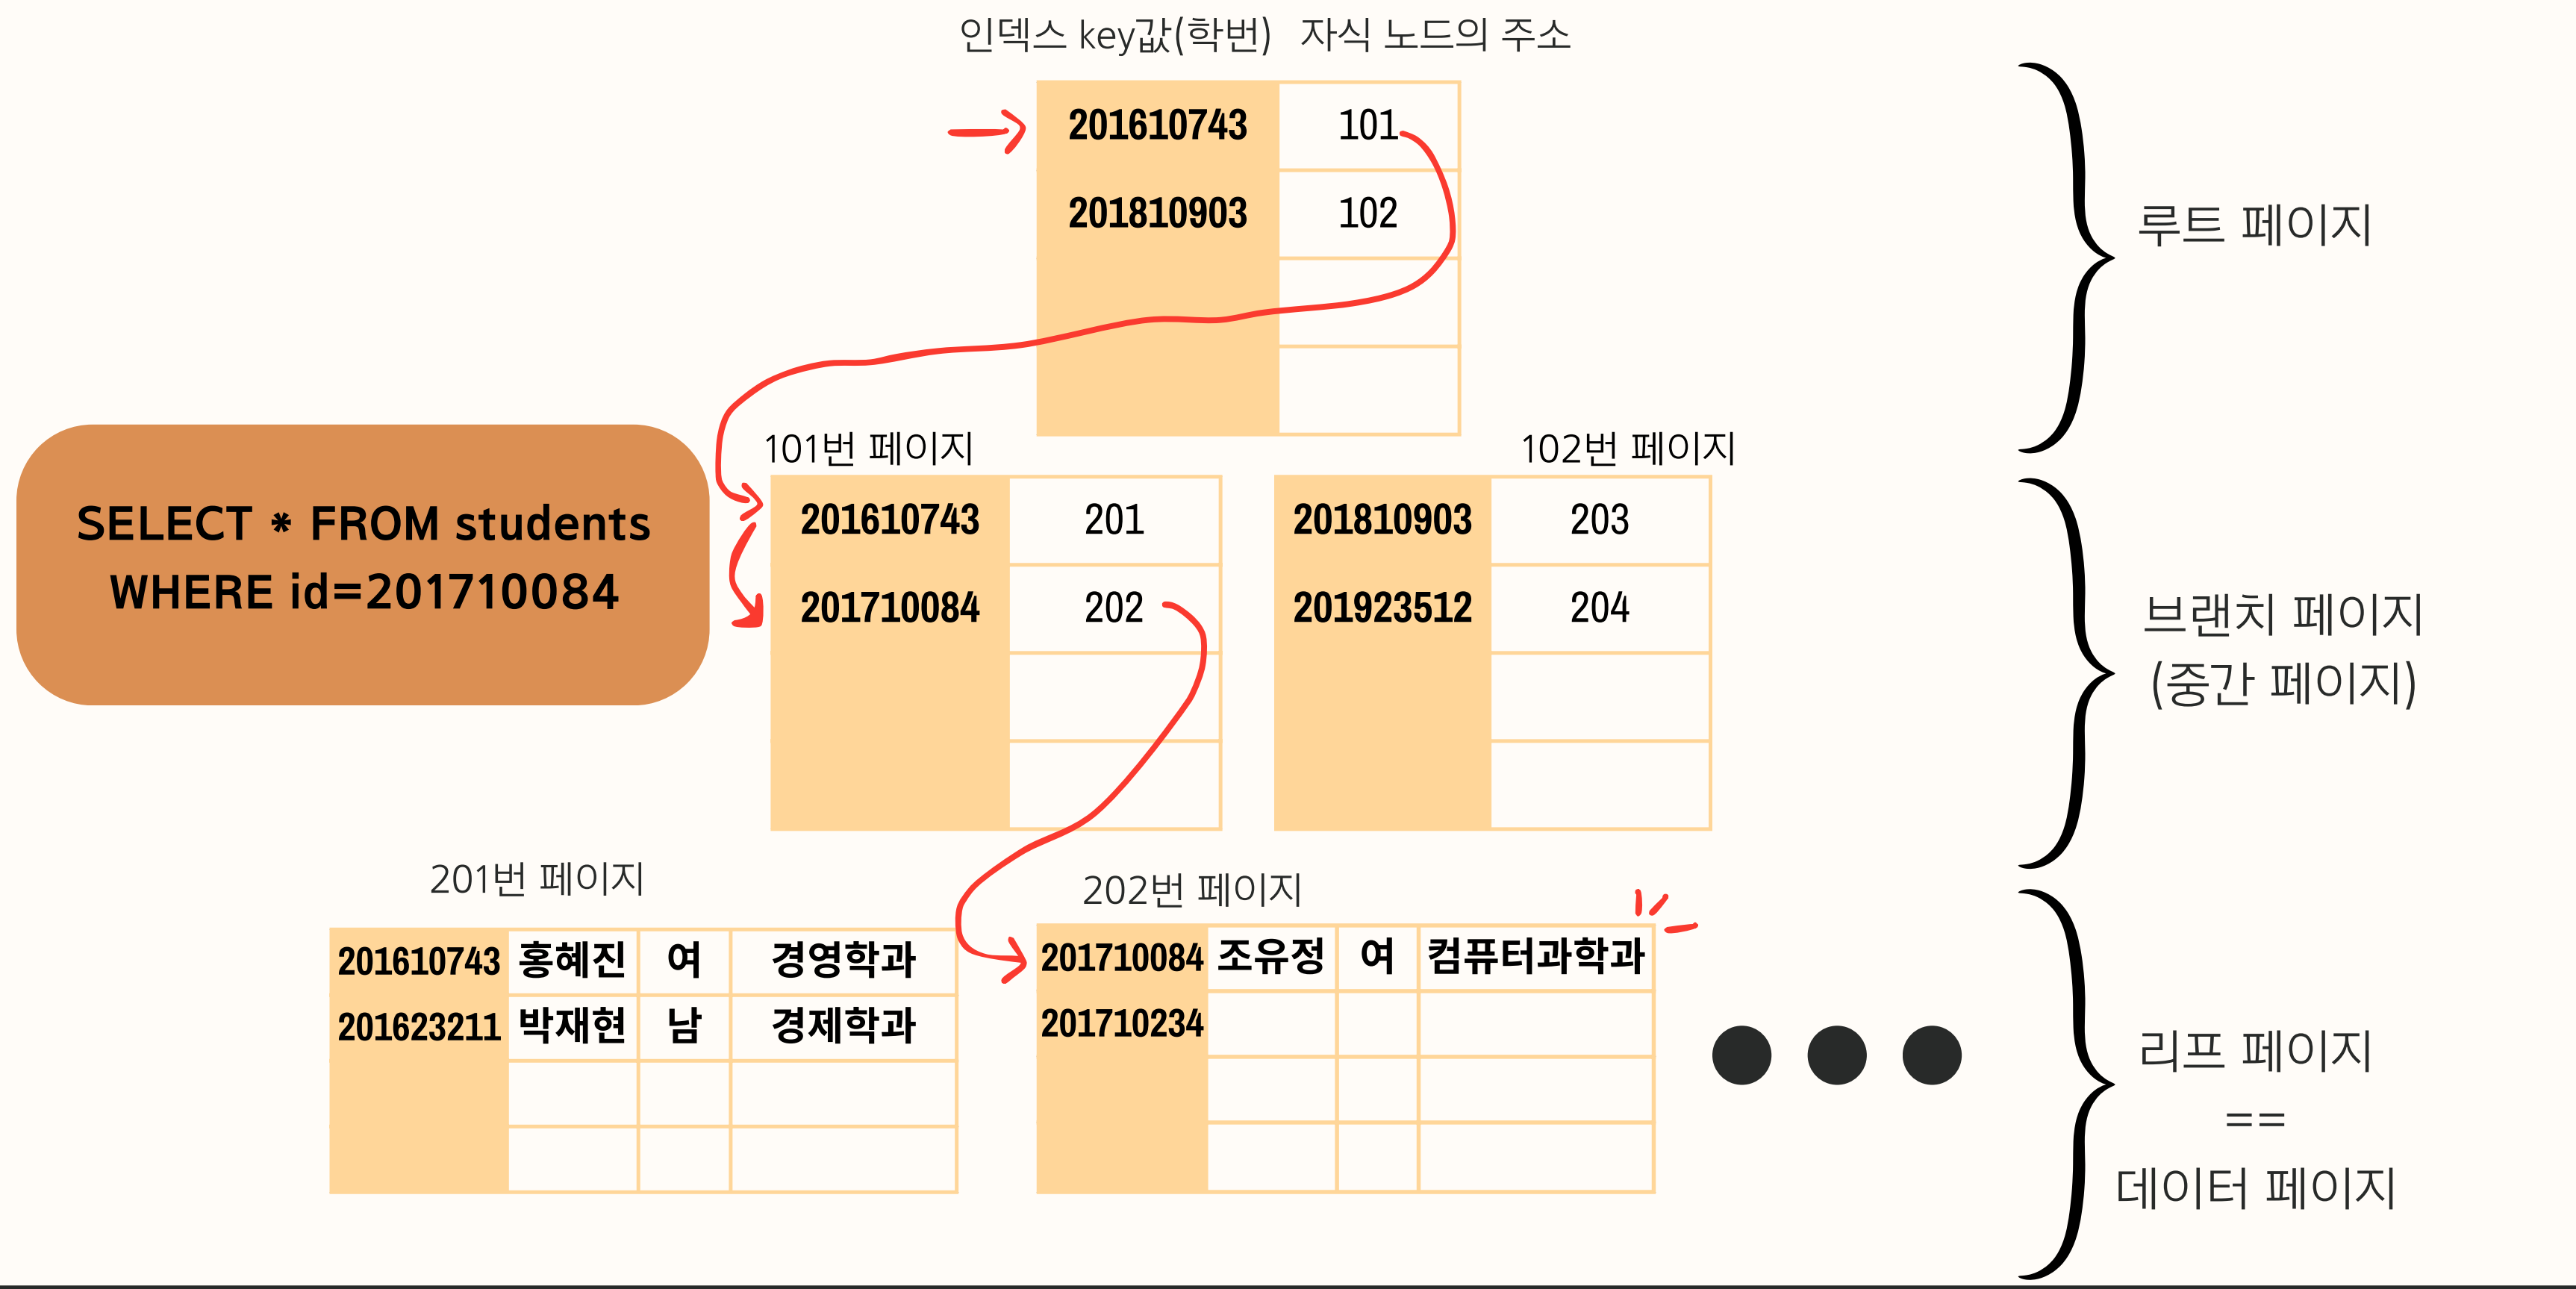 인덱스 key값(학번) 자식 노드의 주소
201610743 101
201810903 102
루트 페이지
101번 페이지
201610743 201
201710084 202
102번 페이지
201810903 203
201923512 204
SELECT * FROM students
WHERE id=201710084
브랜치 페이지
(중간 페이지)
201번 페이지
201610743 홍혜진 여 경영학과
201623211 박재현 남 경제학과
202번 페이지
201710084 조유정 여 컴퓨터과학과
201710234
리프 페이지
==
데이터 페이지